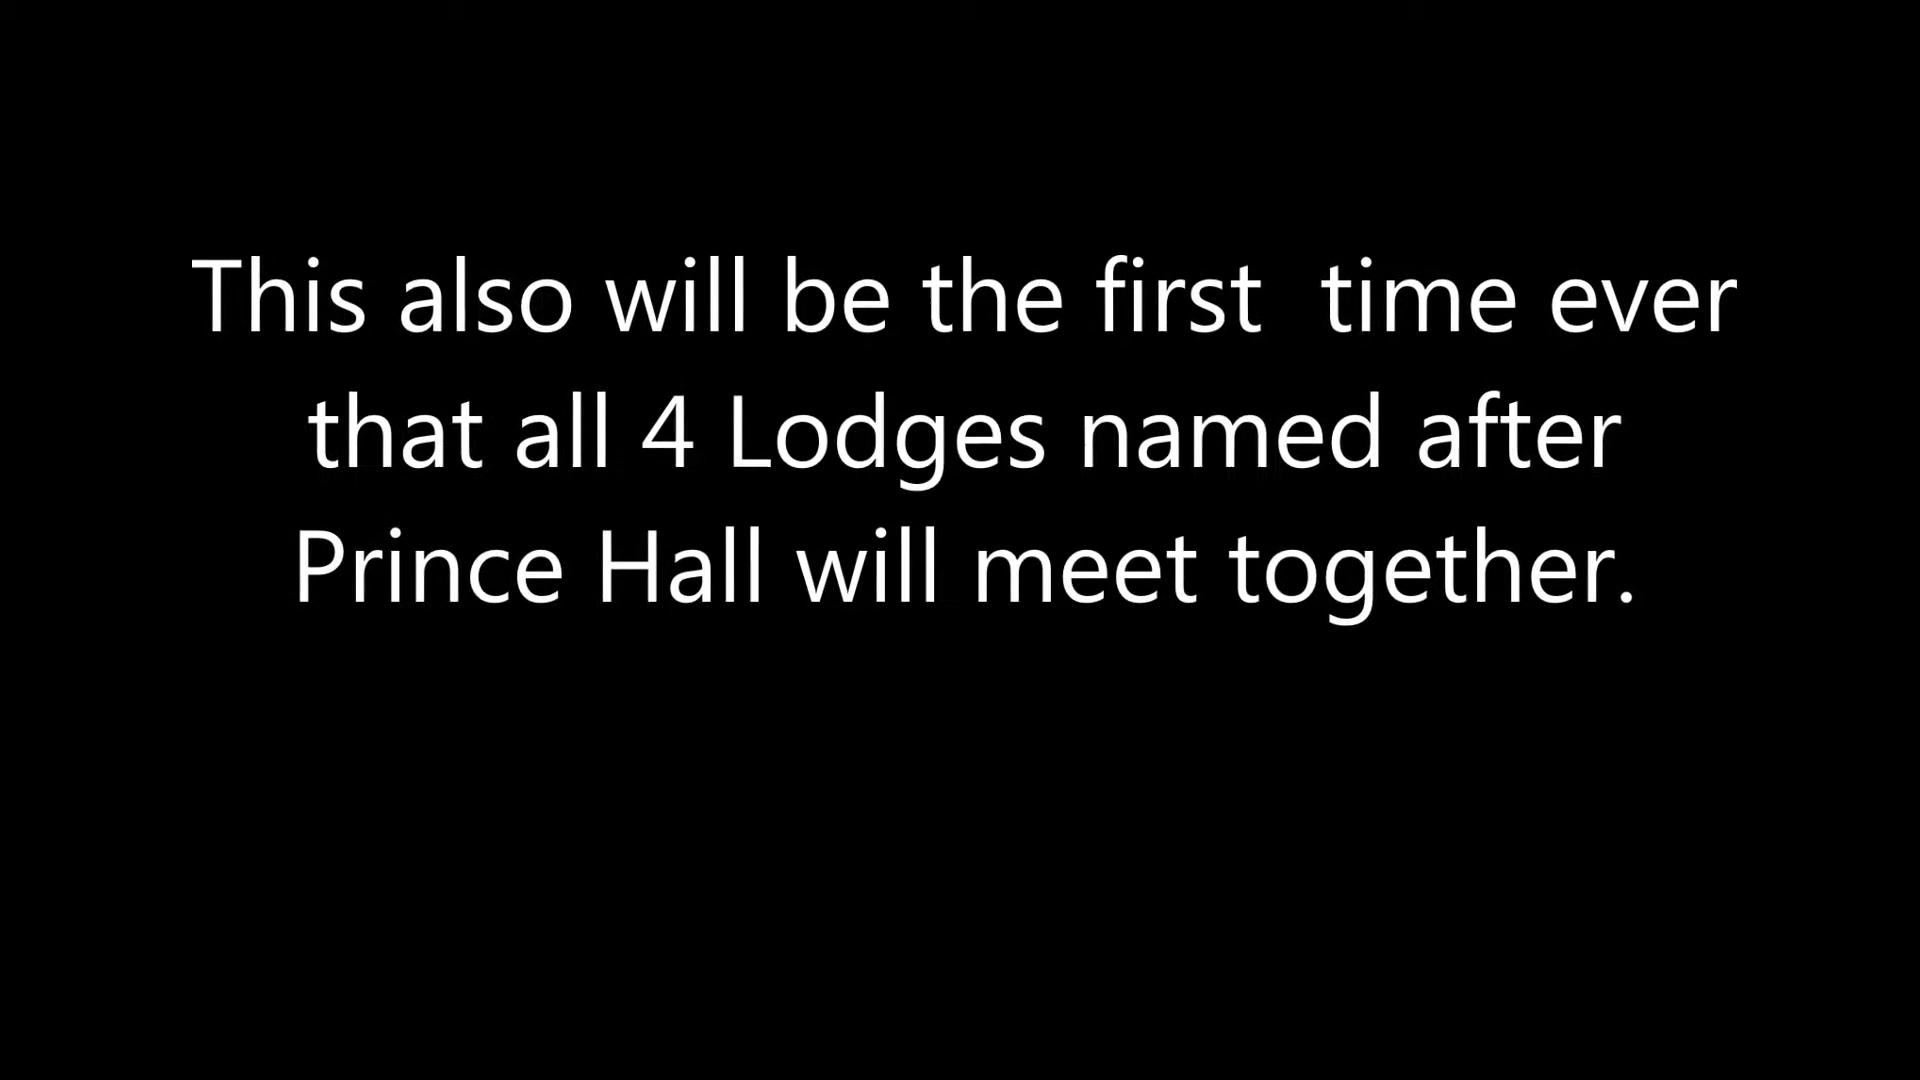 This also will be the first  time ever
that all 4 Lodges named after
Prince Hall will meet together.